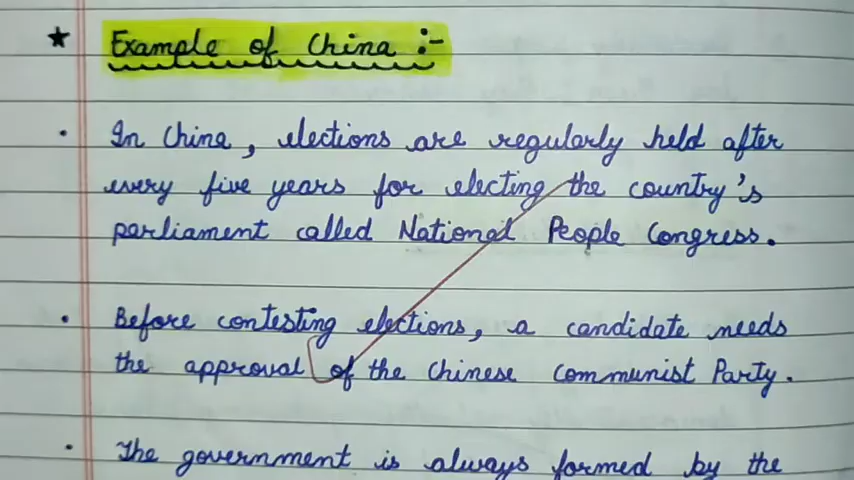 ★ Example of China :-
• In China, elections are regularly held after
every five years for electing the country's
parliament called National People Congress.
• Before contesting elections, a candidate needs
the approval of the Chinese Communist Party.
• The government is always formed by the